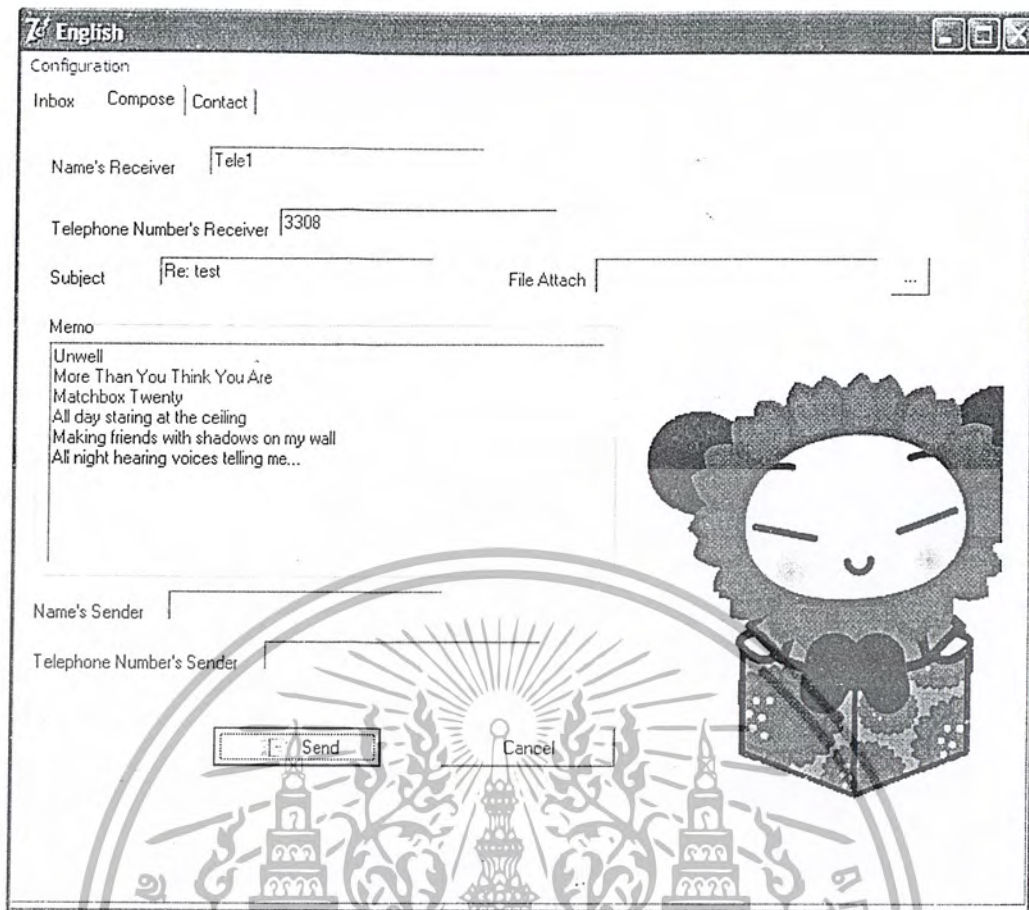 English
Configuration
Inbox Compose Contact
Name's Receiver Tele1
Telephone Number's Receiver 3308
Subject Re: test File Attach ...
Memo
Unwell
More Than You Think You Are
Matchbox Twenty
All day staring at the ceiling
Making friends with shadows on my wall
All night hearing voices telling me...
Name's Sender
Telephone Number's Sender
Send Cancel